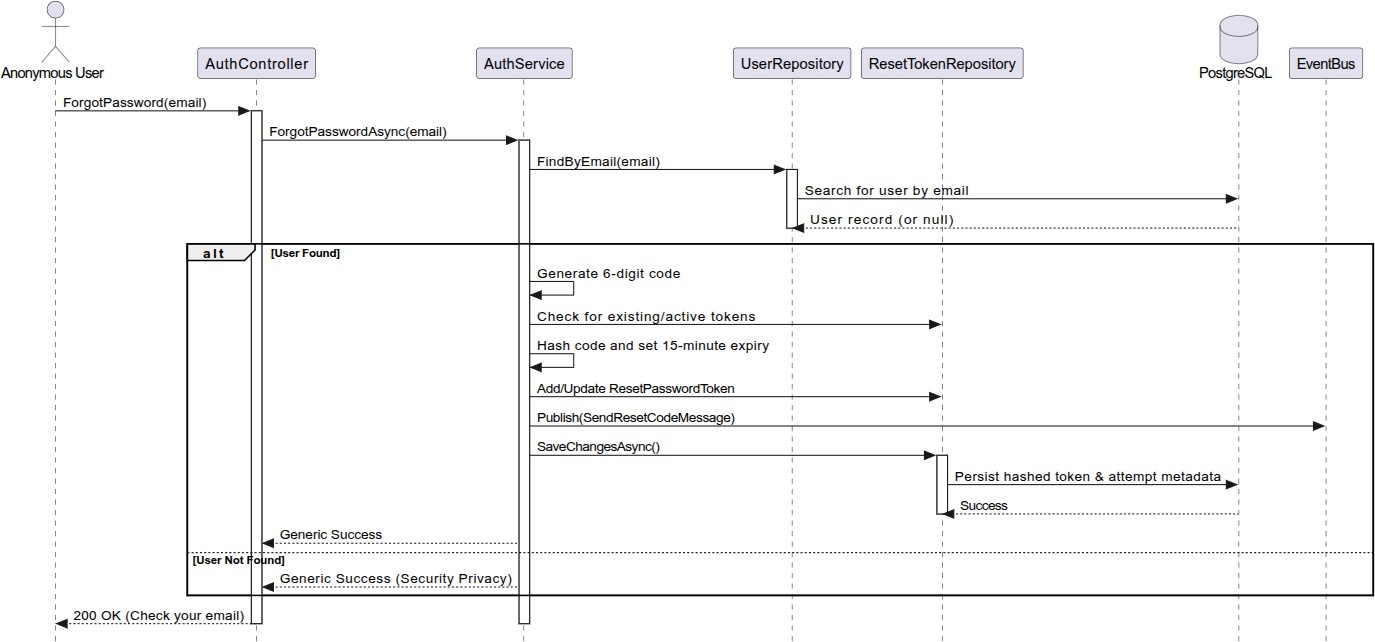 Anonymous User
AuthController
AuthService
UserRepository
ResetTokenRepository
PostgreSQL
EventBus
ForgotPassword(email)
ForgotPasswordAsync(email)
FindByEmail(email)
Search for user by email
User record (or null)
alt
[User Found]
Generate 6-digit code
Check for existing/active tokens
Hash code and set 15-minute expiry
Add/Update ResetPasswordToken
Publish(SendResetCodeMessage)
SaveChangesAsync()
Persist hashed token & attempt metadata
Success
Generic Success
[User Not Found]
Generic Success (Security Privacy)
200 OK (Check your email)